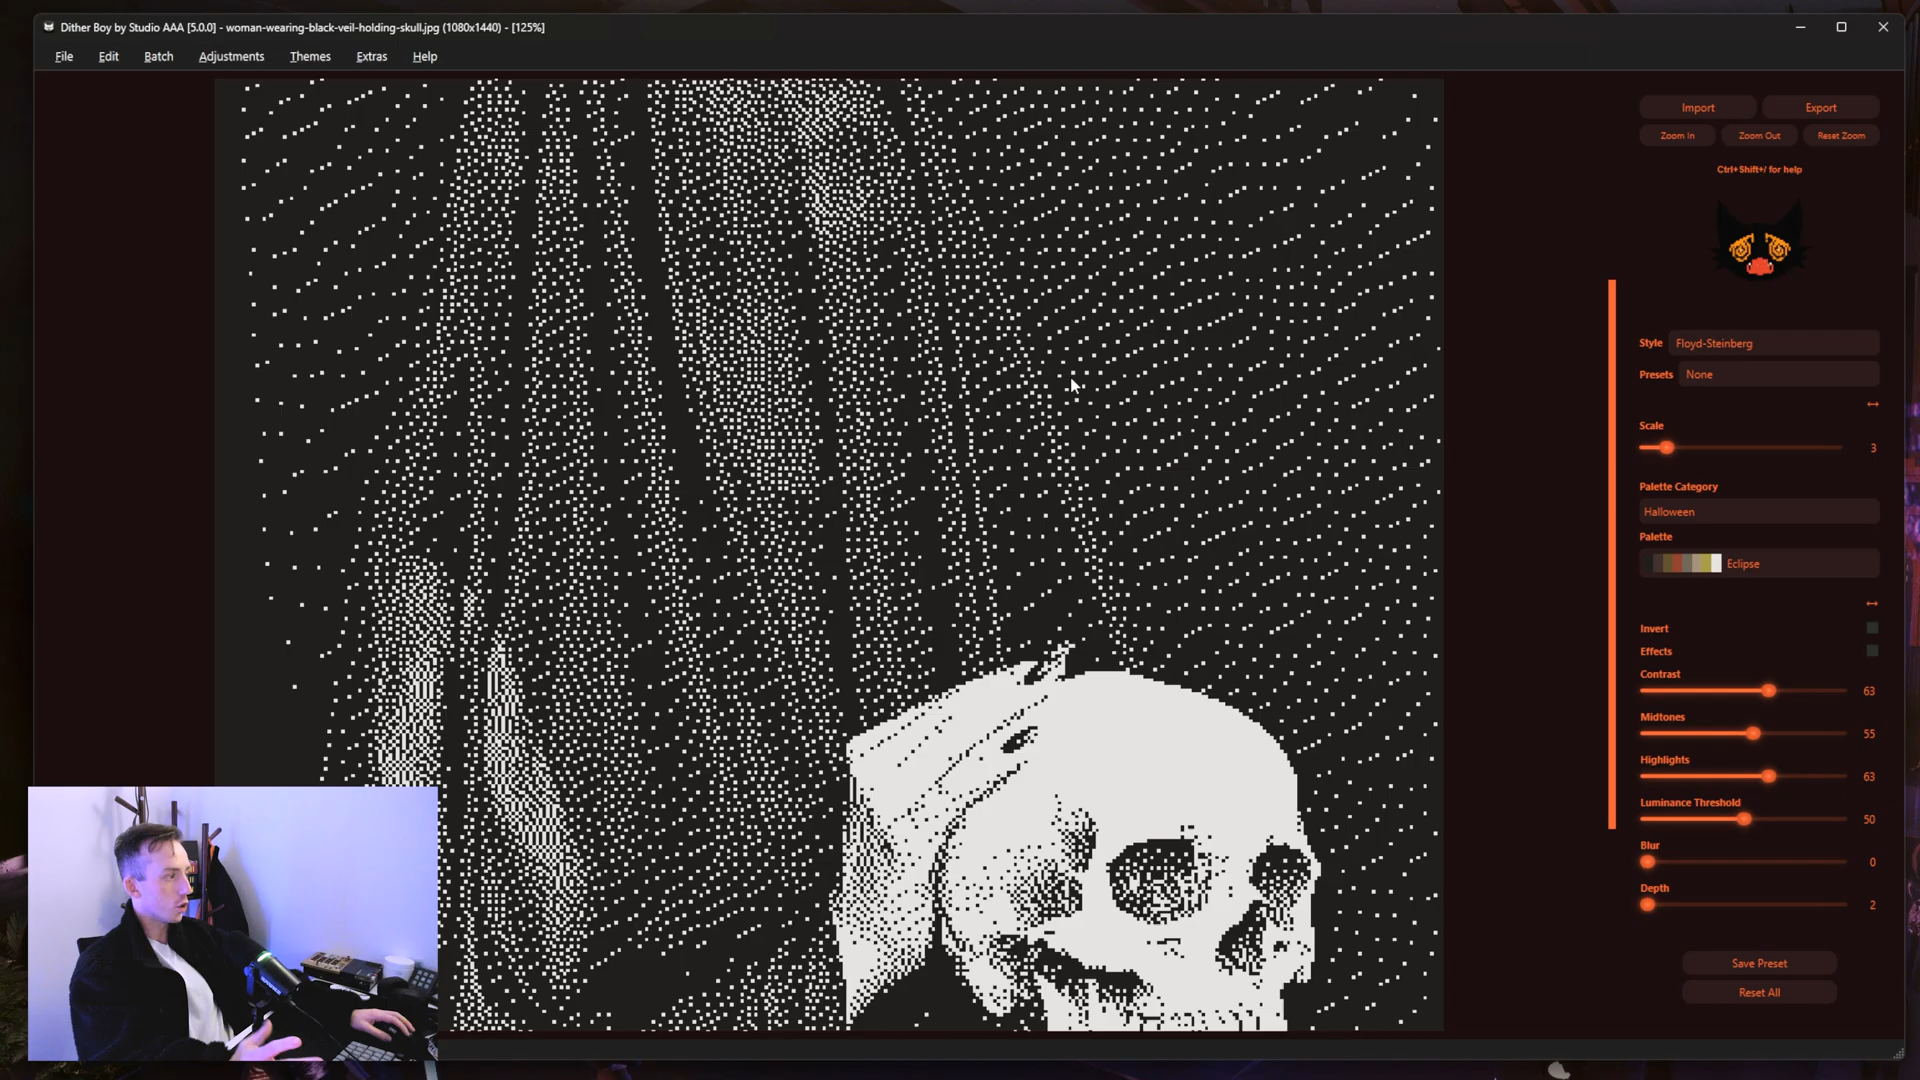 Dither Boy by Studio AAA [5.0.0] - woman-wearing-black-veil-holding-skull.jpg (1080x1440) - [125%]
File Edit Batch Adjustments Themes Extras Help
Import Export
Zoom In Zoom Out Reset Zoom
Ctrl+Shift+/ for help
Style Floyd-Steinberg
Presets None
Scale
3
Palette Category
Halloween
Palette
Eclipse
Invert
Effects
Contrast
63
Midtones
55
Highlights
63
Luminance Threshold
50
Blur
0
Depth
2
Save Preset
Reset All